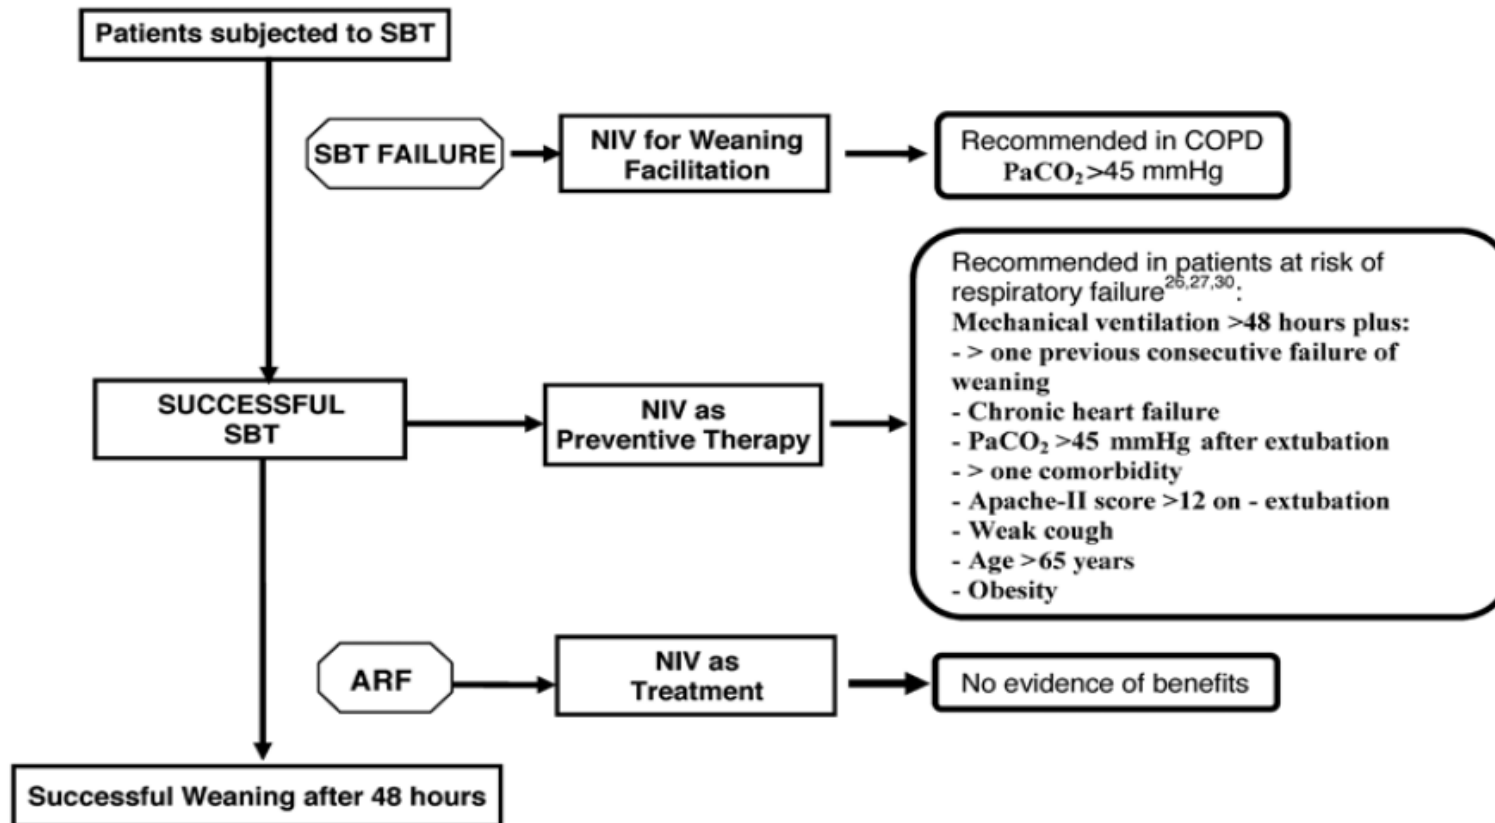 Patients subjected to SBT
SBT FAILURE
NIV for Weaning
Facilitation
Recommended in COPD
PaCO₂>45 mmHg
SUCCESSFUL
SBT
NIV as
Preventive Therapy
Recommended in patients at risk of
respiratory failure²⁶,²⁷,³⁰:
Mechanical ventilation >48 hours plus:
- > one previous consecutive failure of
weaning
- Chronic heart failure
- PaCO₂ >45 mmHg after extubation
- > one comorbidity
- Apache-II score >12 on - extubation
- Weak cough
- Age >65 years
- Obesity
ARF
NIV as
Treatment
No evidence of benefits
Successful Weaning after 48 hours